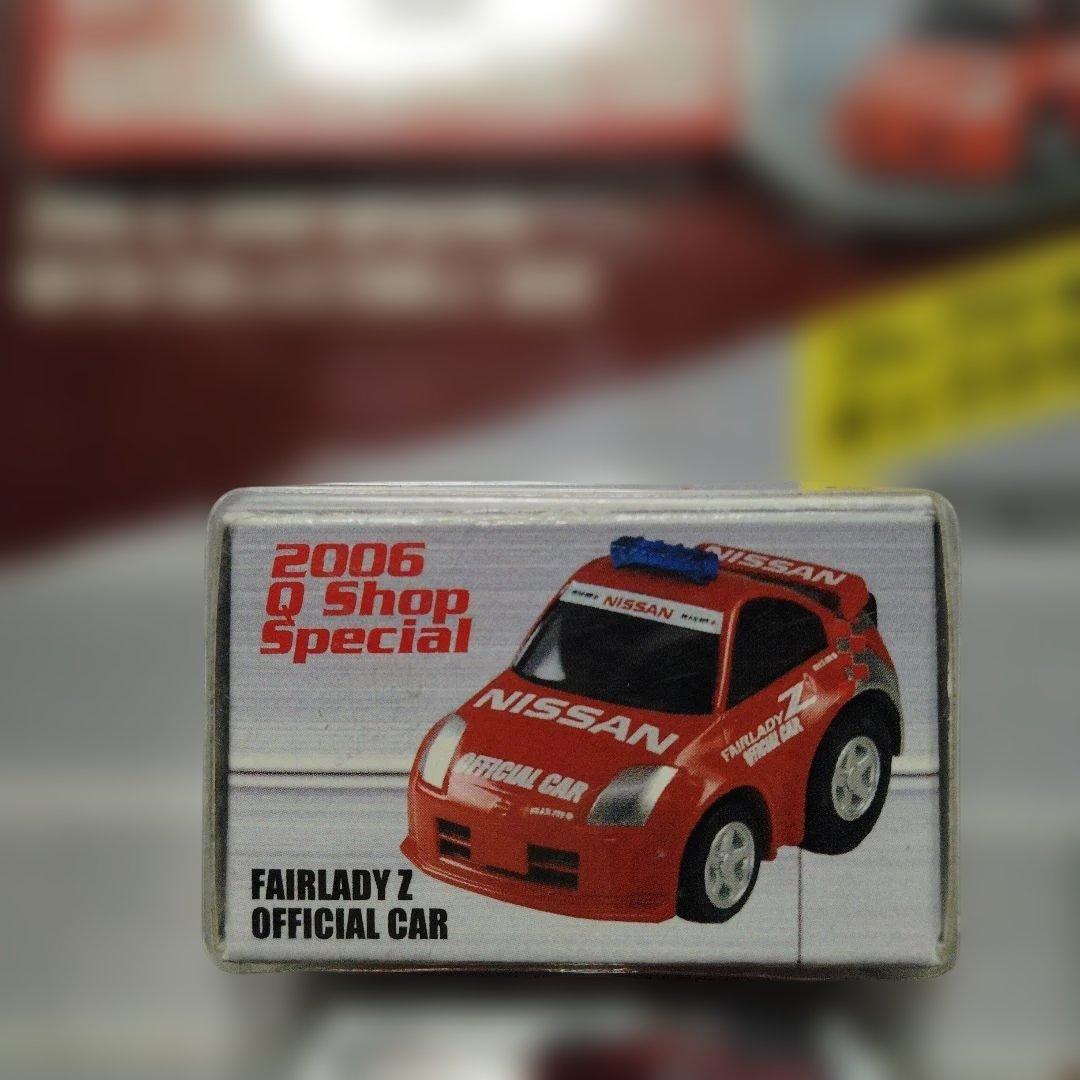 2006
Q Shop
Special
NISSAN
NISSAN
NISSAN
OFFICIAL CAR
FAIRLADY Z
OFFICIAL CAR
FAIRLADY Z
OFFICIAL CAR